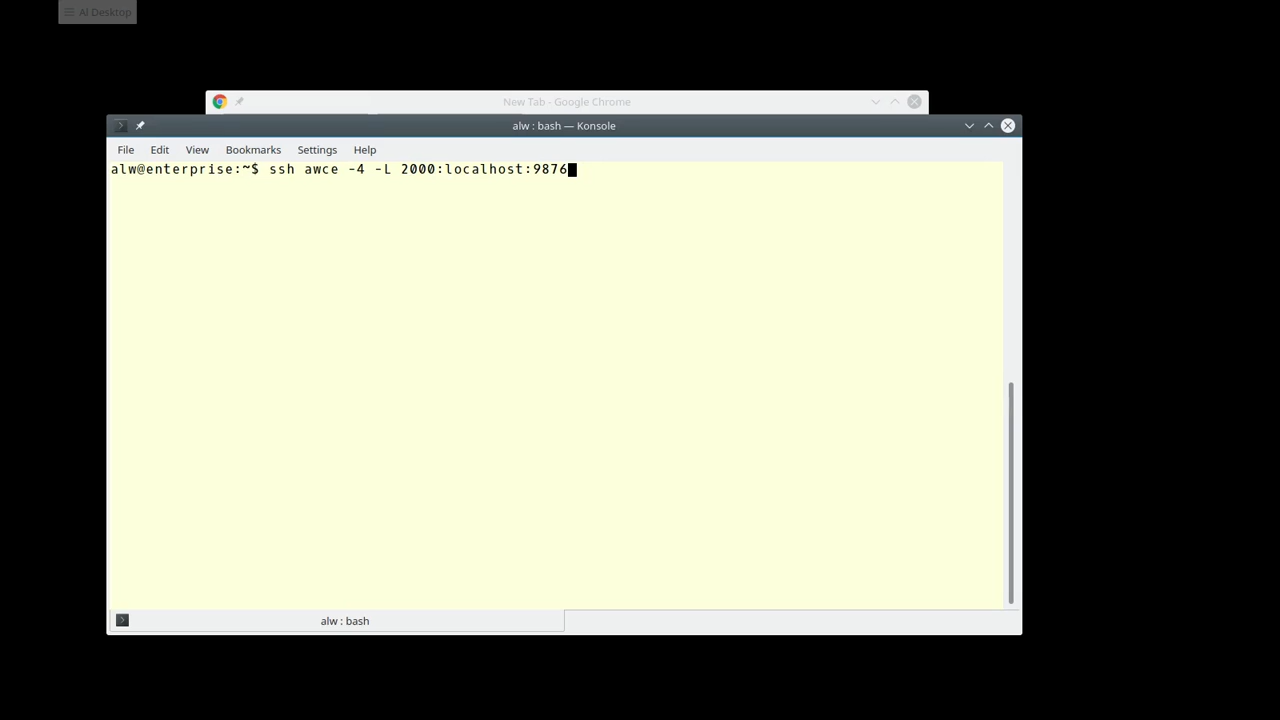 Al Desktop
New Tab - Google Chrome
alw : bash — Konsole
File Edit View Bookmarks Settings Help
alw@enterprise:~$ ssh awce -4 -L 2000:localhost:9876
alw : bash